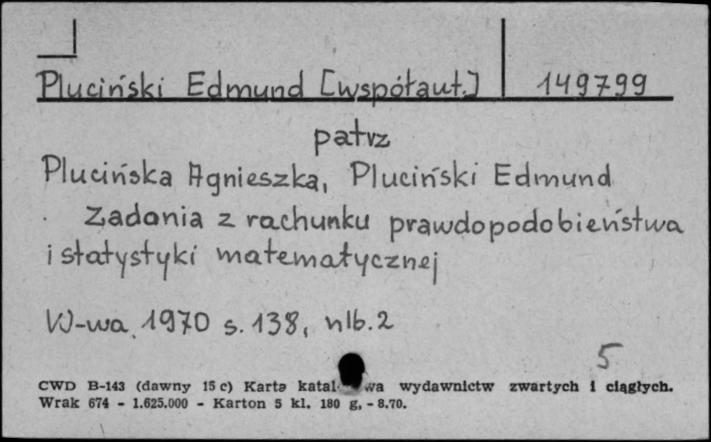 Pluciński Edmund [współaut.] 149799
patrz
Plucińska Agnieszka, Pluciński Edmund
Zadania z rachunku prawdopodobieństwa
i statystyki matematycznej
W-wa 1970 s. 138, nlb. 2
5
CWD B-143 (dawny 15 c) Karta wydawnictw zwartych i ciągłych.
Wrak 674 - 1.625.000 - Karton 5 kl. 180 g. - 8.70.